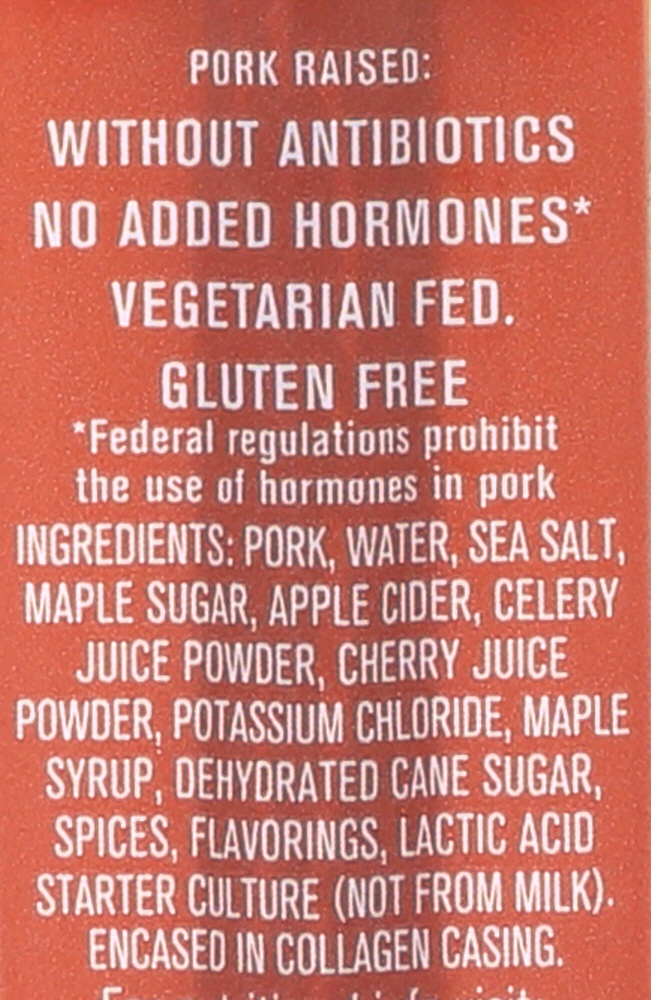 PORK RAISED:
WITHOUT ANTIBIOTICS
NO ADDED HORMONES*
VEGETARIAN FED.
GLUTEN FREE
*Federal regulations prohibit
the use of hormones in pork
INGREDIENTS: PORK, WATER, SEA SALT,
MAPLE SUGAR, APPLE CIDER, CELERY
JUICE POWDER, CHERRY JUICE
POWDER, POTASSIUM CHLORIDE, MAPLE
SYRUP, DEHYDRATED CANE SUGAR,
SPICES, FLAVORINGS, LACTIC ACID
STARTER CULTURE (NOT FROM MILK).
ENCASED IN COLLAGEN CASING.